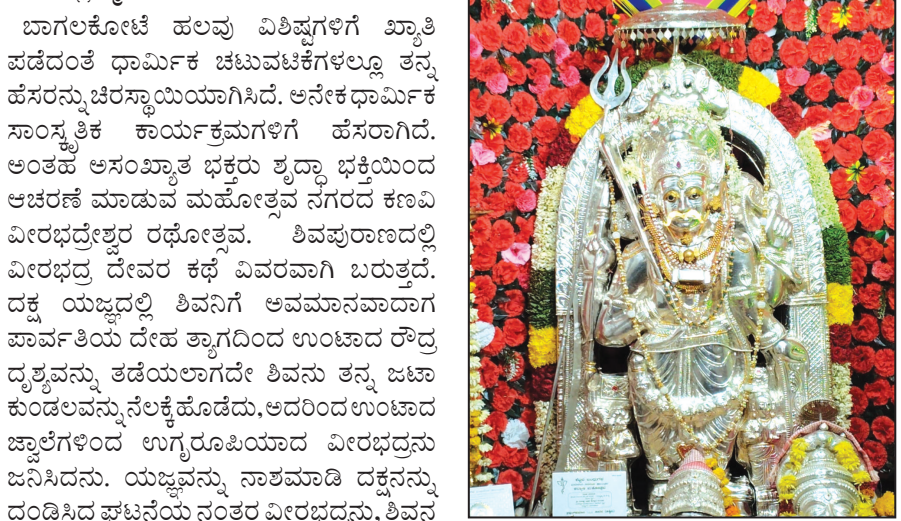 ಬಾಗಲಕೋಟೆ ಹಲವು ವಿಶಿಷ್ಟಗಳಿಗೆ ಖ್ಯಾತಿ
ಪಡೆದಂತೆ ಧಾರ್ಮಿಕ ಚಟುವಟಿಕೆಗಳಲ್ಲೂ ತನ್ನ
ಹೆಸರನ್ನು ಚಿರಸ್ಥಾಯಿಯಾಗಿಸಿದೆ. ಅನೇಕ ಧಾರ್ಮಿಕ
ಸಾಂಸ್ಕೃತಿಕ ಕಾರ್ಯಕ್ರಮಗಳಿಗೆ ಹೆಸರಾಗಿದೆ.
ಅಂತಹ ಅಸಂಖ್ಯಾತ ಭಕ್ತರು ಶೃದ್ಧಾ ಭಕ್ತಿಯಿಂದ
ಆಚರಣೆ ಮಾಡುವ ಮಹೋತ್ಸವ ನಗರದ ಕಣವಿ
ವೀರಭದ್ರೇಶ್ವರ ರಥೋತ್ಸವ. ಶಿವಪುರಾಣದಲ್ಲಿ
ವೀರಭದ್ರ ದೇವರ ಕಥೆ ವಿವರವಾಗಿ ಬರುತ್ತದೆ.
ದಕ್ಷ ಯಜ್ಞದಲ್ಲಿ ಶಿವನಿಗೆ ಅವಮಾನವಾದಾಗ
ಪಾರ್ವತಿಯ ದೇಹ ತ್ಯಾಗದಿಂದ ಉಂಟಾದ ರೌದ್ರ
ದೃಶ್ಯವನ್ನು ತಡೆಯಲಾಗದೇ ಶಿವನು ತನ್ನ ಜಟಾ
ಕುಂಡಲವನ್ನು ನೆಲಕ್ಕೆ ಹೊಡೆದು, ಅದರಿಂದ ಉಂಟಾದ
ಜ್ವಾಲೆಗಳಿಂದ ಉಗೃರೂಪಿಯಾದ ವೀರಭದ್ರನು
ಜನಿಸಿದನು. ಯಜ್ಞವನ್ನು ನಾಶಮಾಡಿ ದಕ್ಷನನ್ನು
ದಂಡಿಸಿದ ಘಟನೆಯ ನಂತರ ವೀರಭದ್ರನು, ಶಿವನ